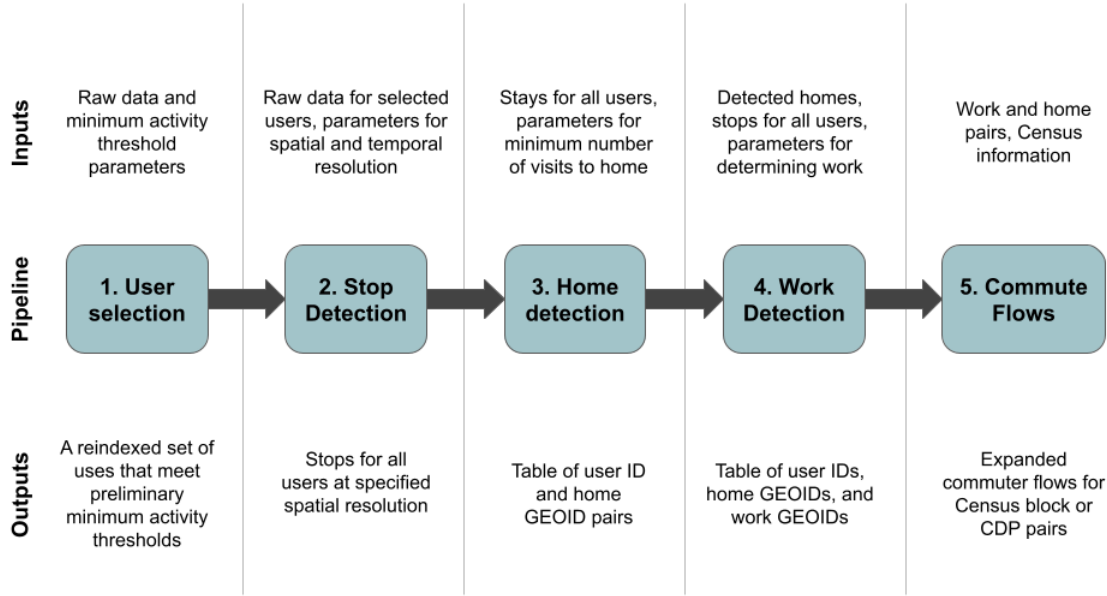 Inputs
Raw data and
minimum activity
threshold
parameters
Raw data for selected
users, parameters for
spatial and temporal
resolution
Stays for all users,
parameters for
minimum number
of visits to home
Detected homes,
stops for all users,
parameters for
determining work
Work and home
pairs, Census
information
Pipeline
1. User
selection
2. Stop
Detection
3. Home
detection
4. Work
Detection
5. Commute
Flows
Outputs
A reindexed set of
uses that meet
preliminary
minimum activity
thresholds
Stops for all
users at specified
spatial resolution
Table of user ID
and home
GEOID pairs
Table of user IDs,
home GEOIDs, and
work GEOIDs
Expanded
commuter flows for
Census block or
CDP pairs